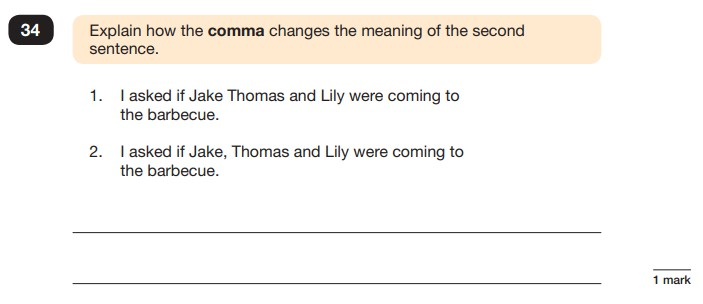 34
Explain how the comma changes the meaning of the second
sentence.
1. I asked if Jake Thomas and Lily were coming to
the barbecue.
2. I asked if Jake, Thomas and Lily were coming to
the barbecue.
1 mark